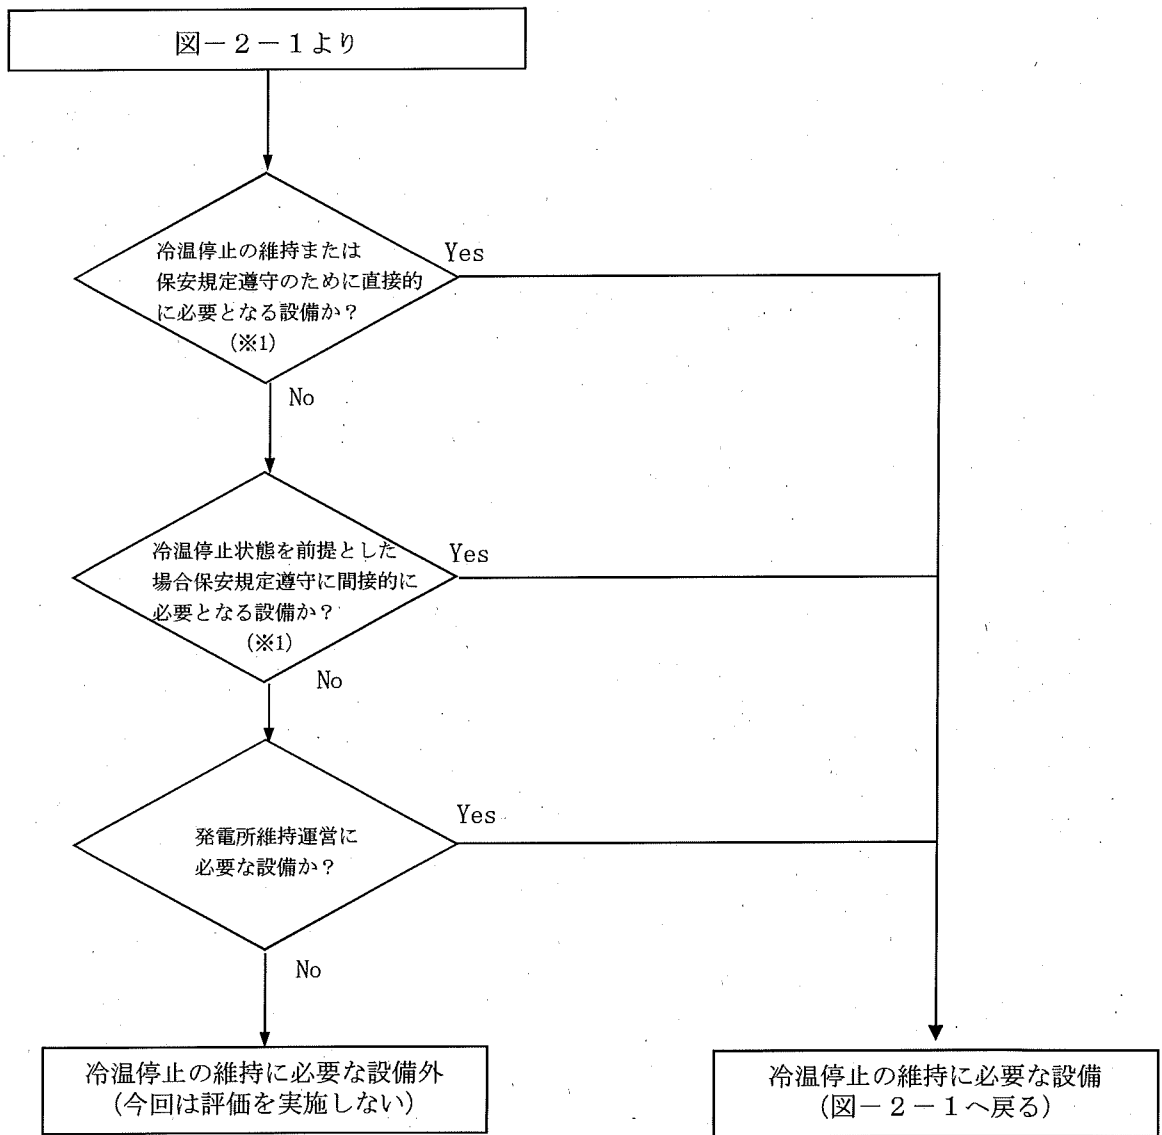 図－２－１より
冷温停止の維持または
保安規定遵守のために直接的
に必要となる設備か？
(※1)
Yes
No
冷温停止状態を前提とした
場合保安規定遵守に間接的に
必要となる設備か？
(※1)
Yes
No
発電所維持運営に
必要な設備か？
Yes
No
冷温停止の維持に必要な設備外
(今回は評価を実施しない)
冷温停止の維持に必要な設備
(図－２－１へ戻る)